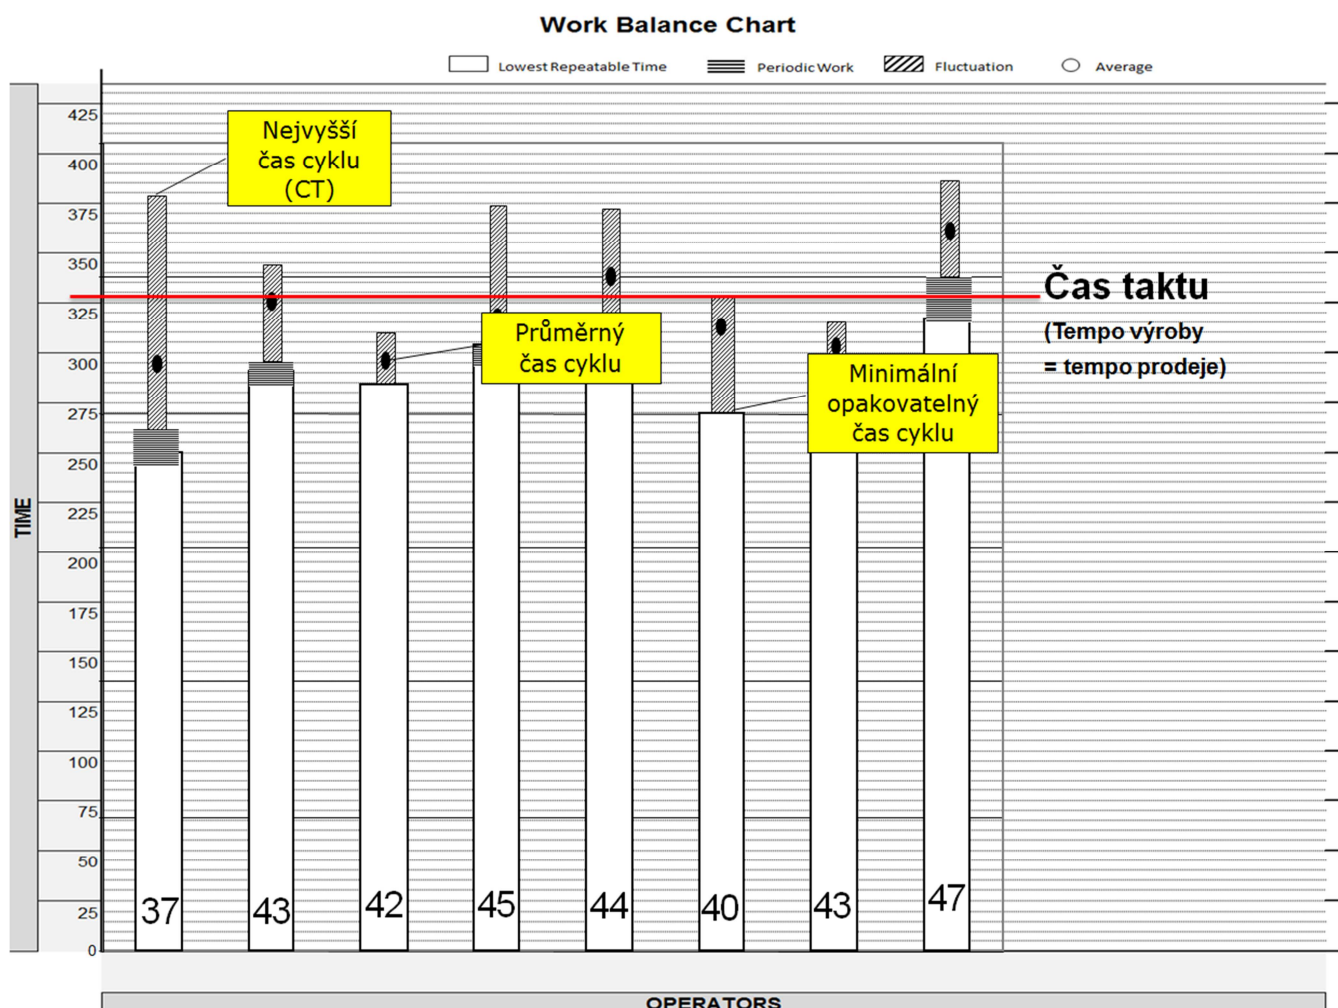 Work Balance Chart
Lowest Repeatable Time Periodic Work Fluctuation Average
425
400
375
350
325
300
275
250
225
200
175
150
125
100
75
50
25
0
TIME
Nejvyšší
čas cyklu
(CT)
Průměrný
čas cyklu
Minimální
opakovatelný
čas cyklu
Čas taktu
(Tempo výroby
= tempo prodeje)
37 43 42 45 44 40 43 47
OPERATORS